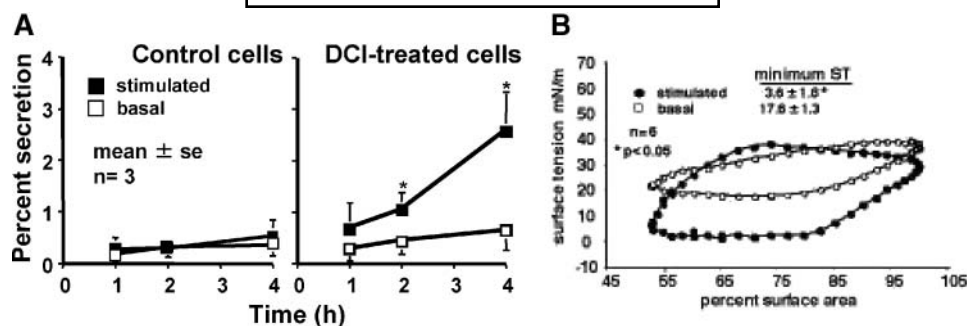 A
Control cells
DCI-treated cells
Percent secretion
4
3
2
1
0
stimulated
basal
mean ± se
n= 3
*
*
0 1 2 3 4
0 1 2 3 4
Time (h)
B
surface tension mN/m
70
60
50
40
30
20
10
0
-10
minimum ST
stimulated 3.6 ± 1.6*
basal 17.6 ± 1.3
n=6
* p<0.05
45 55 65 75 85 95 105
percent surface area